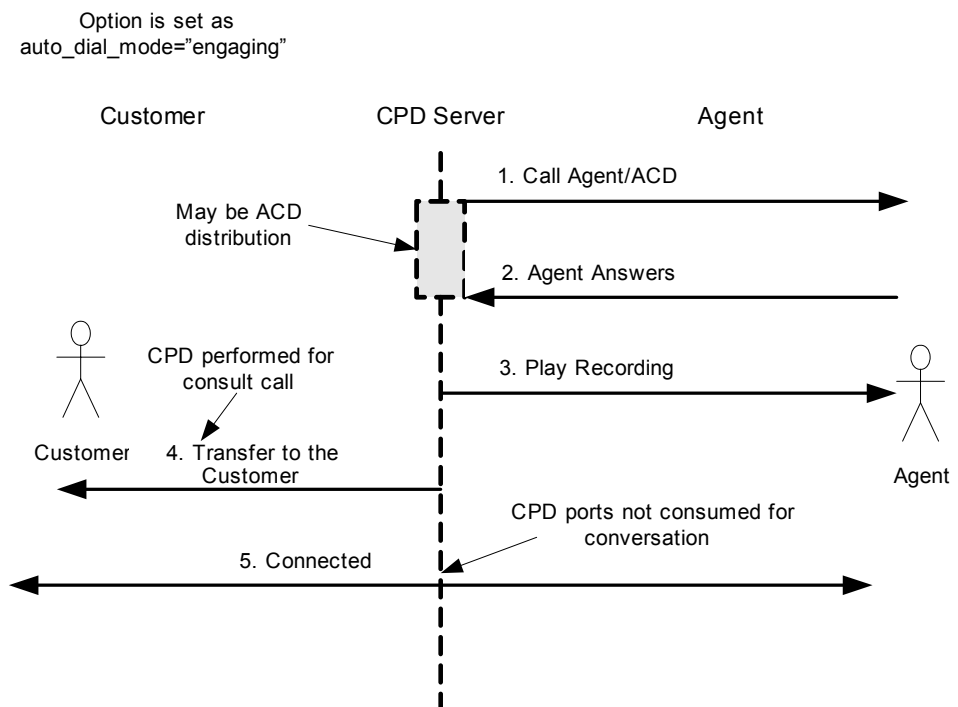 Option is set as
auto_dial_mode=”engaging”
Customer
CPD Server
Agent
1. Call Agent/ACD
May be ACD
distribution
2. Agent Answers
CPD performed for
consult call
3. Play Recording
Customer
4. Transfer to the
Customer
Agent
CPD ports not consumed for
conversation
5. Connected